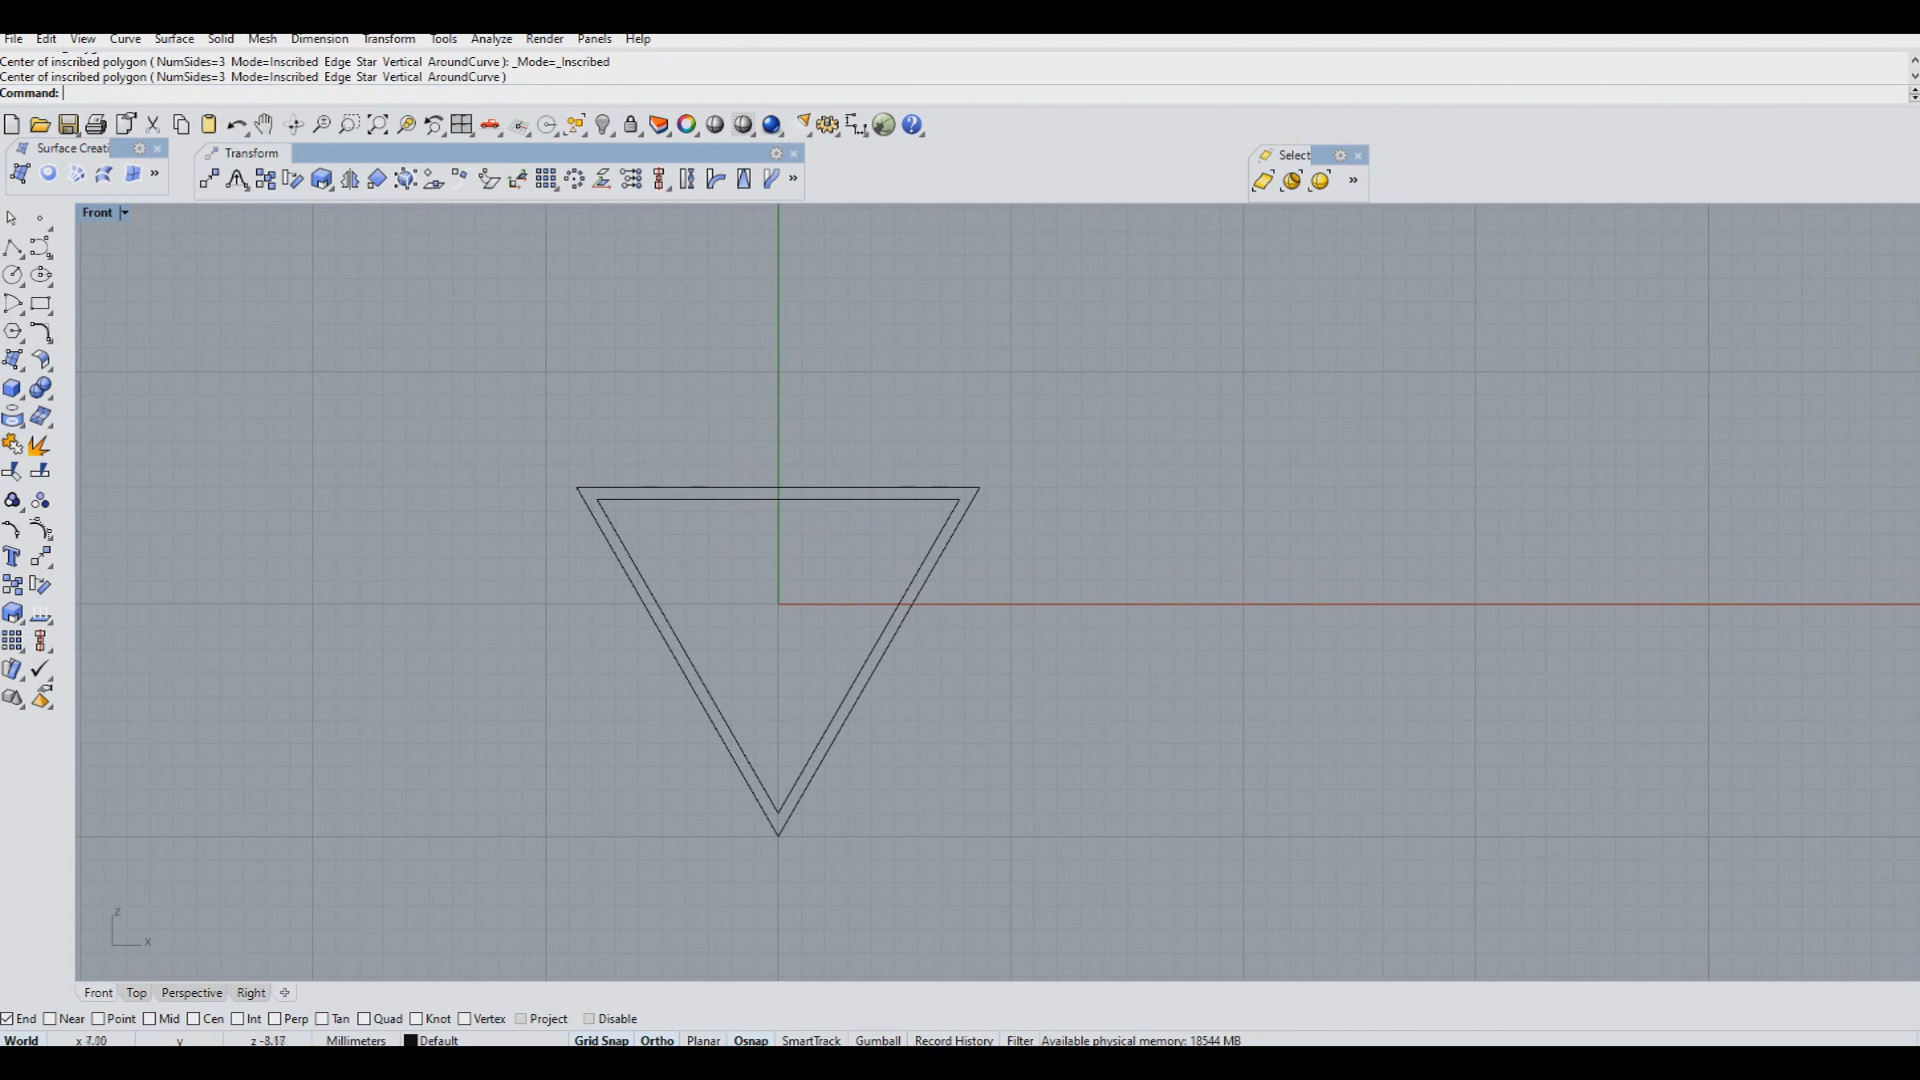 File Edit View Curve Surface Solid Mesh Dimension Transform Tools Analyze Render Panels Help
Center of inscribed polygon ( NumSides=3 Mode=Inscribed Edge Star Vertical AroundCurve ): _Mode=_Inscribed
Center of inscribed polygon ( NumSides=3 Mode=Inscribed Edge Star Vertical AroundCurve )
Command:
Surface Creati
Transform
Select
Front
z
x
Front Top Perspective Right
End Near Point Mid Cen Int Perp Tan Quad Knot Vertex Project Disable
World x 7.00 y z -8.17 Millimeters Default Grid Snap Ortho Planar Osnap SmartTrack Gumball Record History Filter Available physical memory: 18544 MB